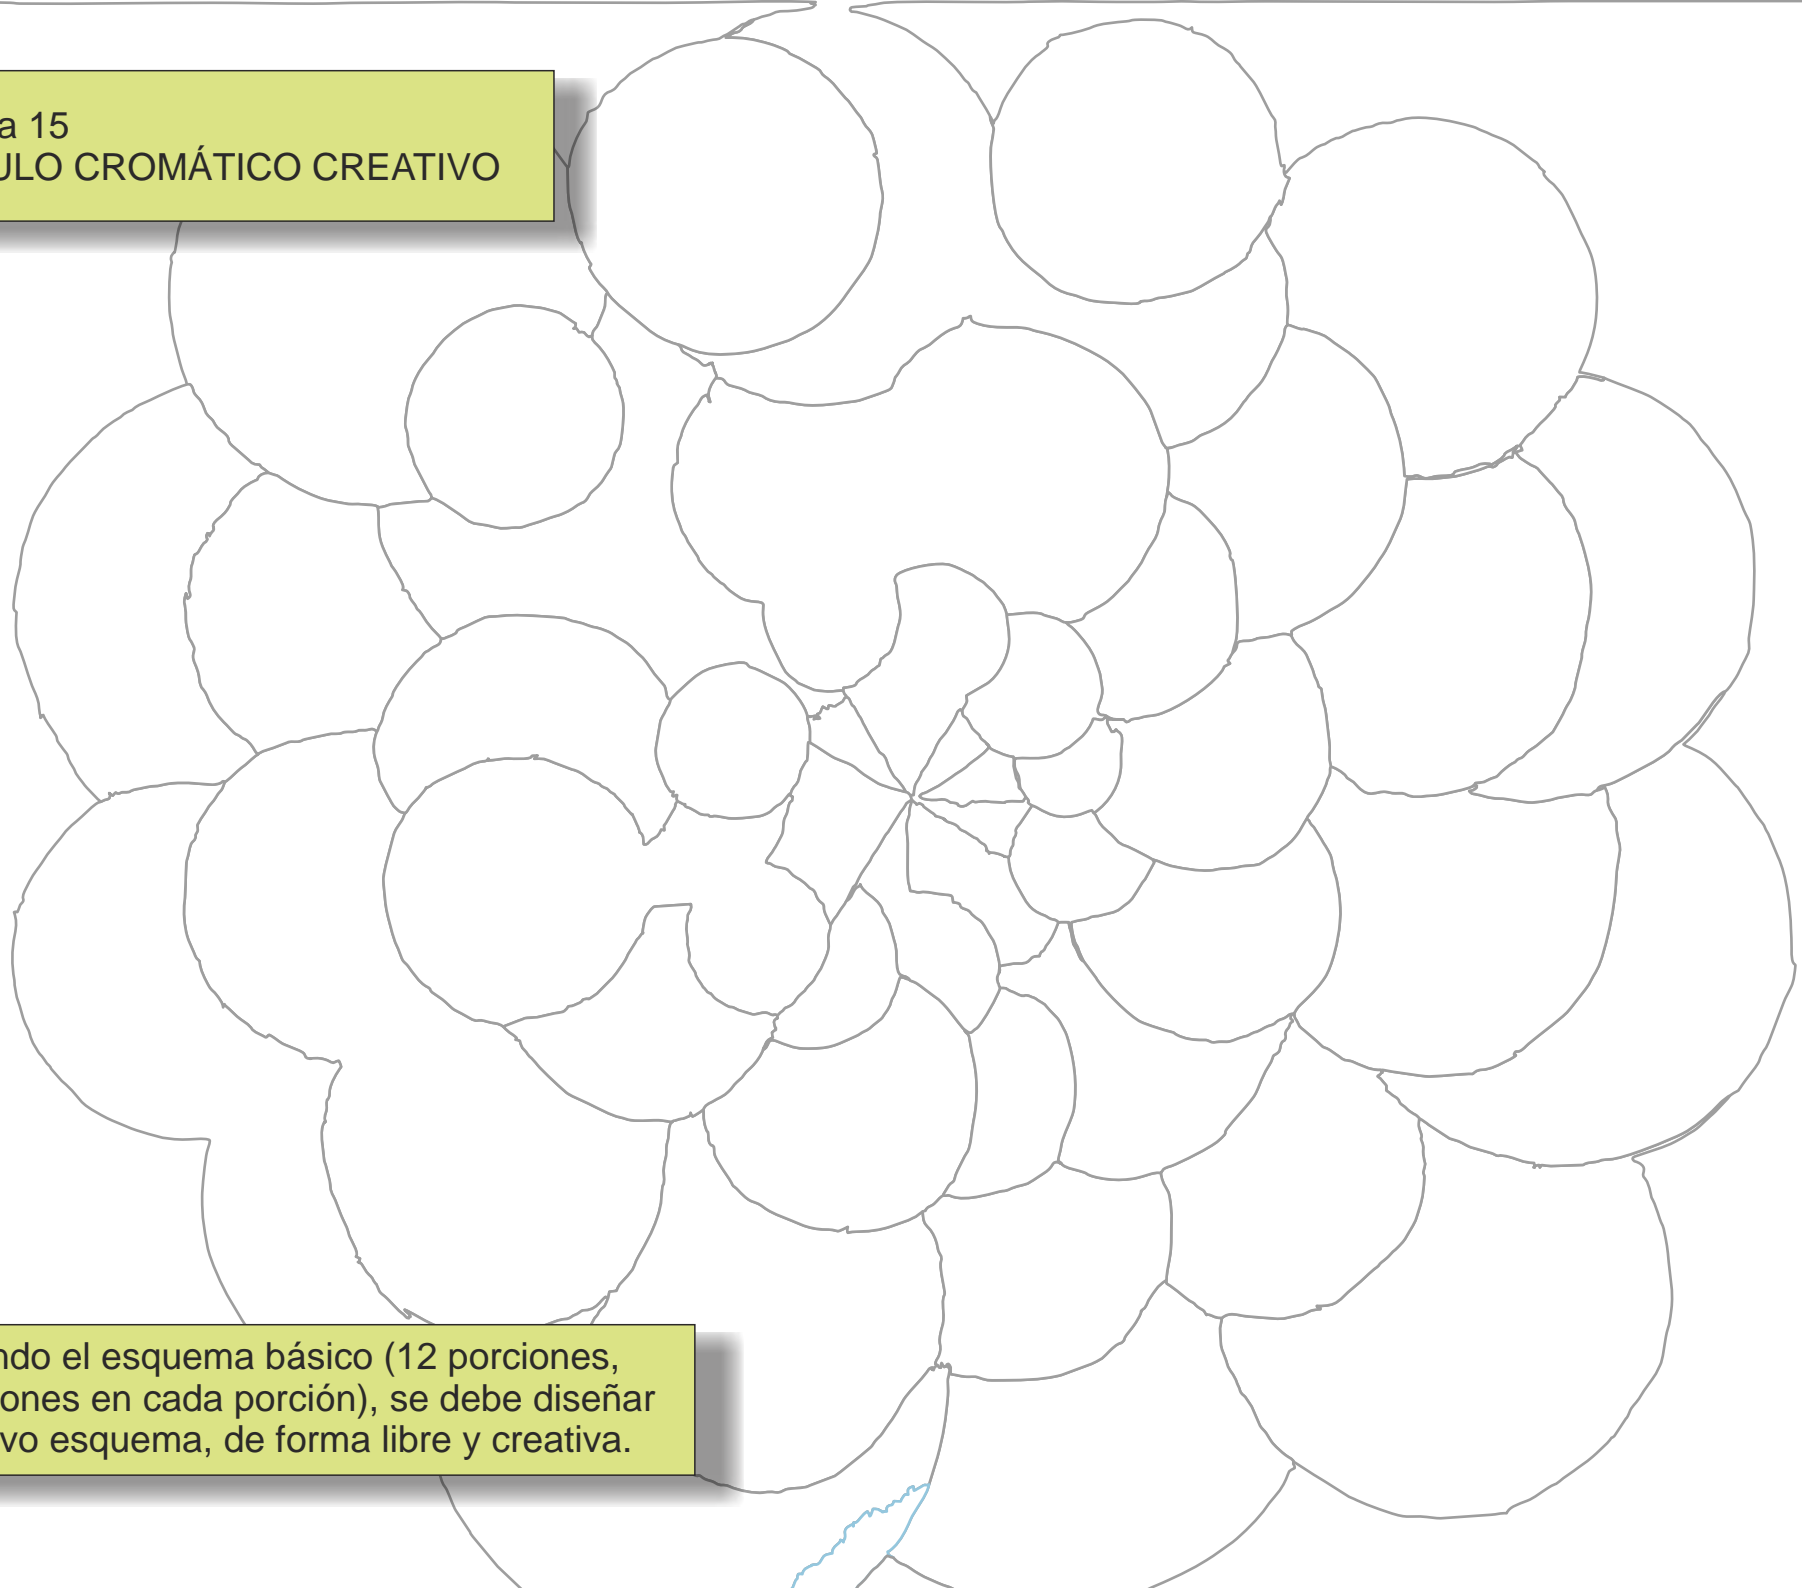 a 15
ULO CROMÁTICO CREATIVO
ndo el esquema básico (12 porciones,
ones en cada porción), se debe diseñar
vo esquema, de forma libre y creativa.